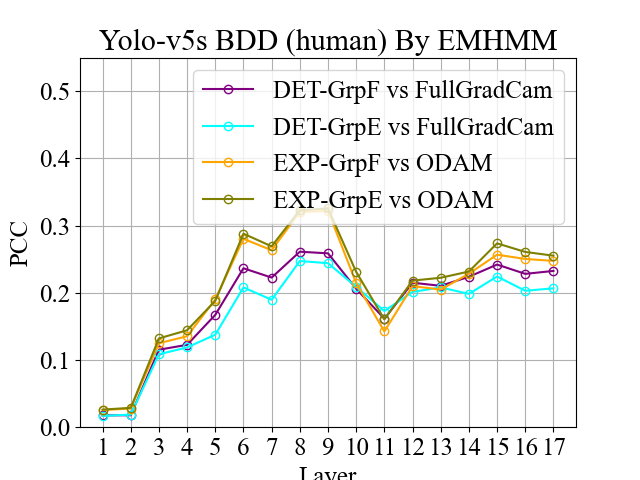 Yolo-v5s BDD (human) By EMHMM
DET-GrpF vs FullGradCam
DET-GrpE vs FullGradCam
EXP-GrpF vs ODAM
EXP-GrpE vs ODAM
PCC
0.5
0.4
0.3
0.2
0.1
0.0
1 2 3 4 5 6 7 8 9 10 11 12 13 14 15 16 17
Layer